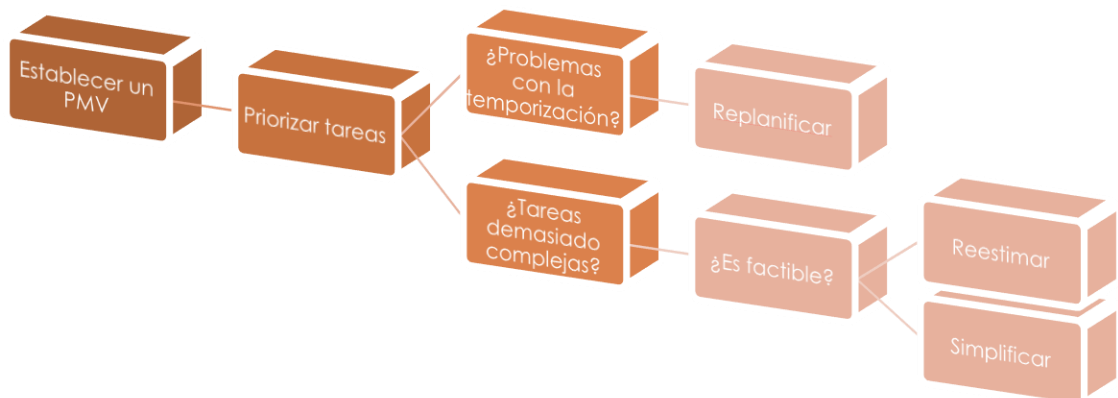 Establecer un
PMV
Priorizar tareas
¿Problemas
con la
temporización?
Replanificar
¿Tareas
demasiado
complejas?
¿Es factible?
Reestimar
Simplificar